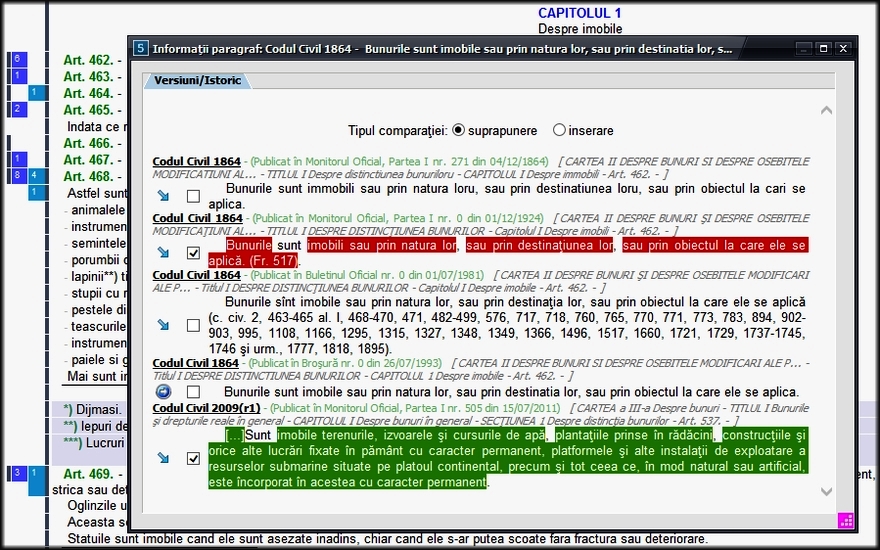 CAPITOLUL 1
Despre imobile
5 Informaţii paragraf: Codul Civil 1864 - Bunurile sunt imobile sau prin natura lor, sau prin destinatia lor, s...
Versiuni/Istoric
Tipul comparaţiei: suprapunere inserare
Codul Civil 1864 - (Publicat în Monitorul Oficial, Partea I nr. 271 din 04/12/1864) [ CARTEA II DESPRE BUNURI SI DESPRE OSEBITELE
MODIFICATIUNI AL... - TITLULU I Despre distinctiunea bunuriloru - CAPITOLU I Despre immobili - Art. 462. - ]
Bunurile sunt immobili sau prin natura loru, sau prin destinatiunea loru, sau prin obiectul la cari se
aplica.
Codul Civil 1864 - (Publicat în Monitorul Oficial, Partea I nr. 0 din 01/12/1924) [ CARTEA II DESPRE BUNURI ŞI DESPRE OSEBITELE
MODIFICAŢIUNI AL... - TITLUL I DESPRE DISTINCŢIUNEA BUNURILOR - Capitolul I Despre imobili - Art. 462. - ]
Bunurile sunt imobili sau prin natura lor, sau prin destinaţiunea lor, sau prin obiectul la care ele se
aplică. (Fr. 517).
Codul Civil 1864 - (Publicat în Buletinul Oficial nr. 0 din 01/07/1981) [ CARTEA II DESPRE BUNURI ŞI DESPRE OSEBITELE MODIFICARI
ALE P... - Titlul I DESPRE DISTINCŢIUNEA BUNURILOR - Capitolul I Despre imobile - Art. 462. - ]
Bunurile sînt imobile sau prin natura lor, sau prin destinaţia lor, sau prin obiectul la care ele se aplică
(c. civ. 2, 463-465 al. I, 468-470, 471, 482-499, 576, 717, 718, 760, 765, 770, 771, 773, 783, 894, 902-
903, 995, 1108, 1166, 1295, 1315, 1327, 1348, 1349, 1366, 1496, 1517, 1660, 1721, 1729, 1737-1745,
1746 şi urm., 1777, 1818, 1895).
Codul Civil 1864 - (Publicat în Broşură nr. 0 din 26/07/1993) [ CARTEA II DESPRE BUNURI SI DESPRE OSEBITELE MODIFICARI ALE P... -
Titlul I DESPRE DISTINCTIUNEA BUNURILOR - CAPITOLUL 1 Despre imobile - Art. 462. - ]
Bunurile sunt imobile sau prin natura lor, sau prin destinatia lor, sau prin obiectul la care ele se aplica.
Codul Civil 2009(r1) - (Publicat în Monitorul Oficial, Partea I nr. 505 din 15/07/2011) [ CARTEA a III-a Despre bunuri - TITLUL I Bunurile
şi drepturile reale în general - CAPITOLUL I Despre bunuri în general - SECŢIUNEA 1 Despre distincţia bunurilor - Art. 537. - ]
[...]Sunt imobile terenurile, izvoarele şi cursurile de apă, plantaţiile prinse în rădăcini, construcţiile şi
orice alte lucrări fixate în pământ cu caracter permanent, platformele şi alte instalaţii de exploatare a
resurselor submarine situate pe platoul continental, precum şi tot ceea ce, în mod natural sau artificial,
este încorporat în acestea cu caracter permanent.
6 Art. 462. -
1 Art. 463. -
1 Art. 464. -
2 Art. 465. -
Indata ce r
Art. 466. -
1 Art. 467. -
8 4 Art. 468. -
1 Astfel sunt
- animalele
- instrumen
- semintele
- porumbii c
- lapinii**) ti
- stupii cu r
- pestele di
- teascurile
- instrumen
- paiele si g
Mai sunt ir
*) Dijmasi.
**) Iepuri de
***) Lucruri
3 1 Art. 469. -
strica sau det
Oglinzile u
Aceasta s
Statuile sunt imobile cand ele sunt asezate inadins, chiar cand ele s-ar putea scoate fara fractura sau deteriorare.